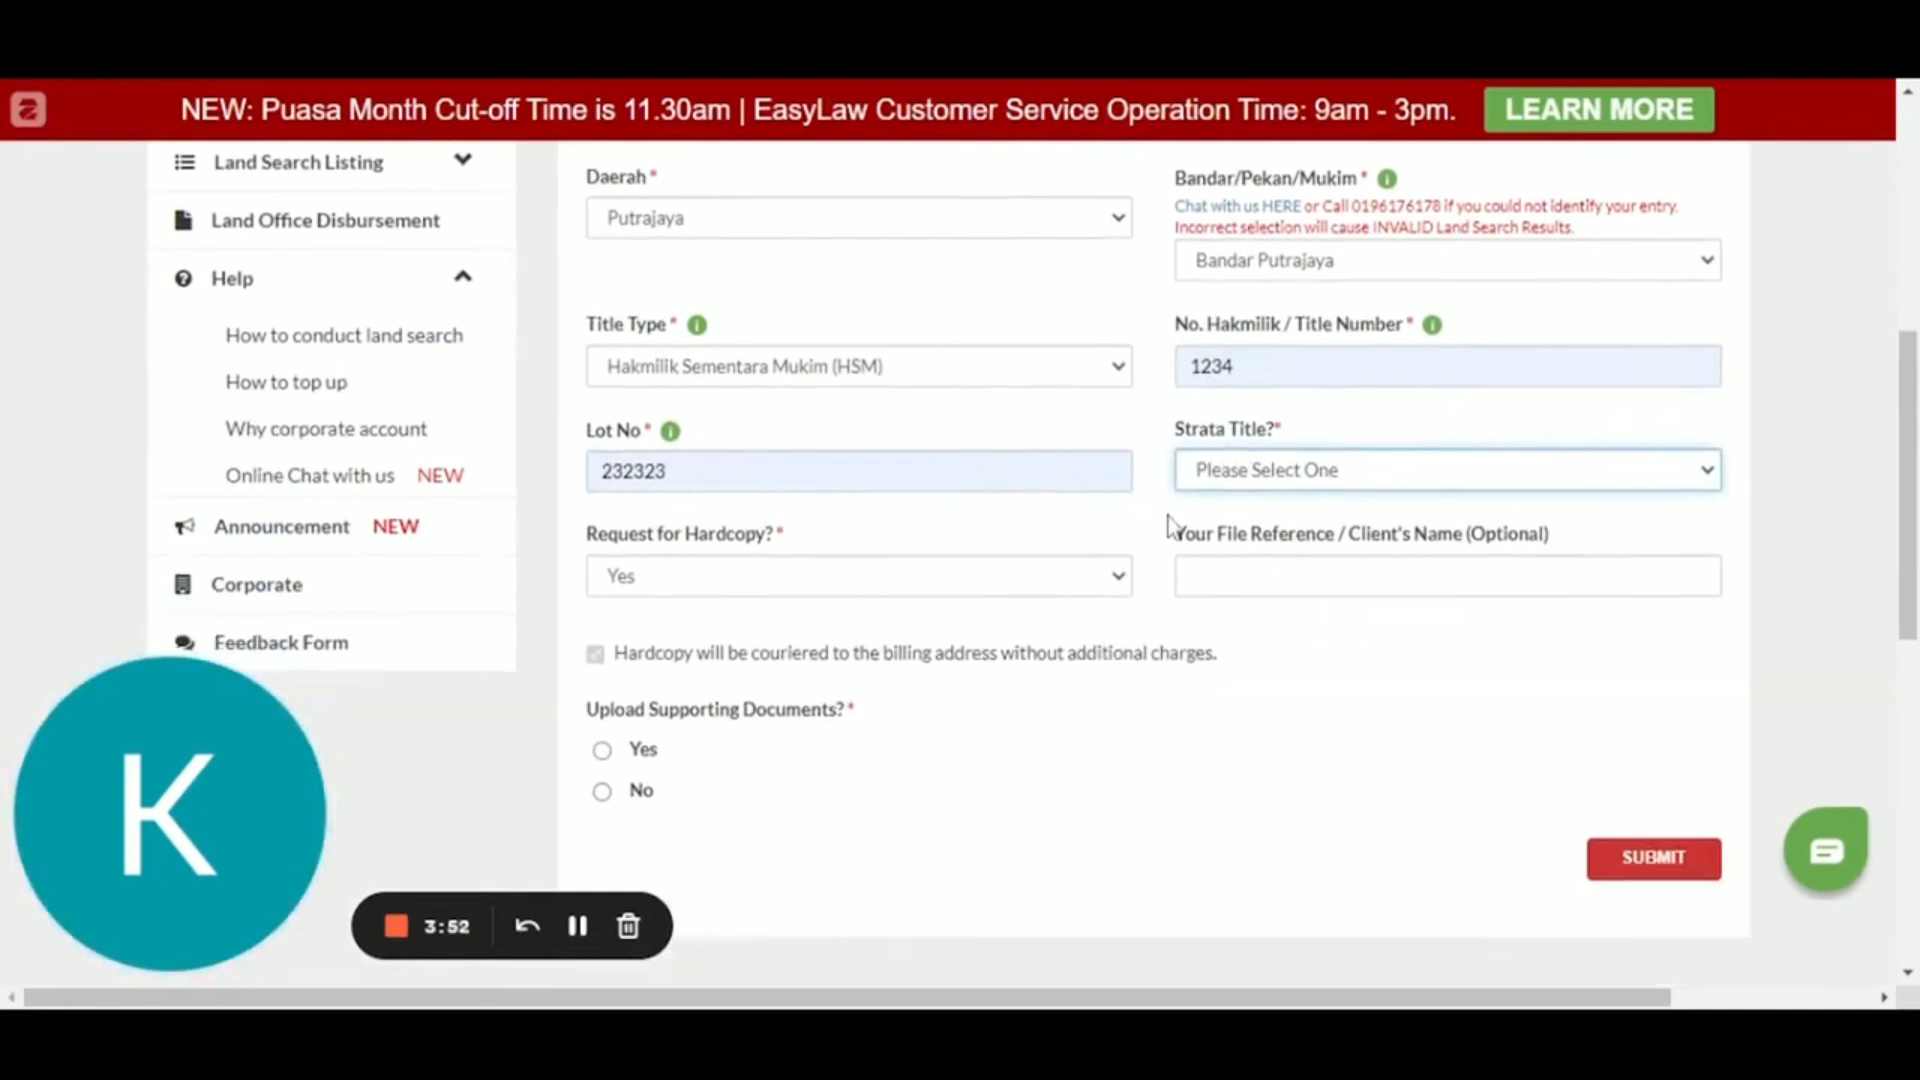 NEW: Puasa Month Cut-off Time is 11.30am | EasyLaw Customer Service Operation Time: 9am - 3pm. LEARN MORE
Land Search Listing
Land Office Disbursement
Help
How to conduct land search
How to top up
Why corporate account
Online Chat with us NEW
Announcement NEW
Corporate
Feedback Form
Daerah *
Putrajaya
Bandar/Pekan/Mukim *
Chat with us HERE or Call 0196176178 if you could not identify your entry.
Incorrect selection will cause INVALID Land Search Results.
Bandar Putrajaya
Title Type *
Hakmilik Sementara Mukim (HSM)
No. Hakmilik / Title Number *
1234
Lot No *
232323
Strata Title?*
Please Select One
Request for Hardcopy? *
Yes
Your File Reference / Client's Name (Optional)
Hardcopy will be couriered to the billing address without additional charges.
Upload Supporting Documents? *
Yes
No
SUBMIT
K
3:52